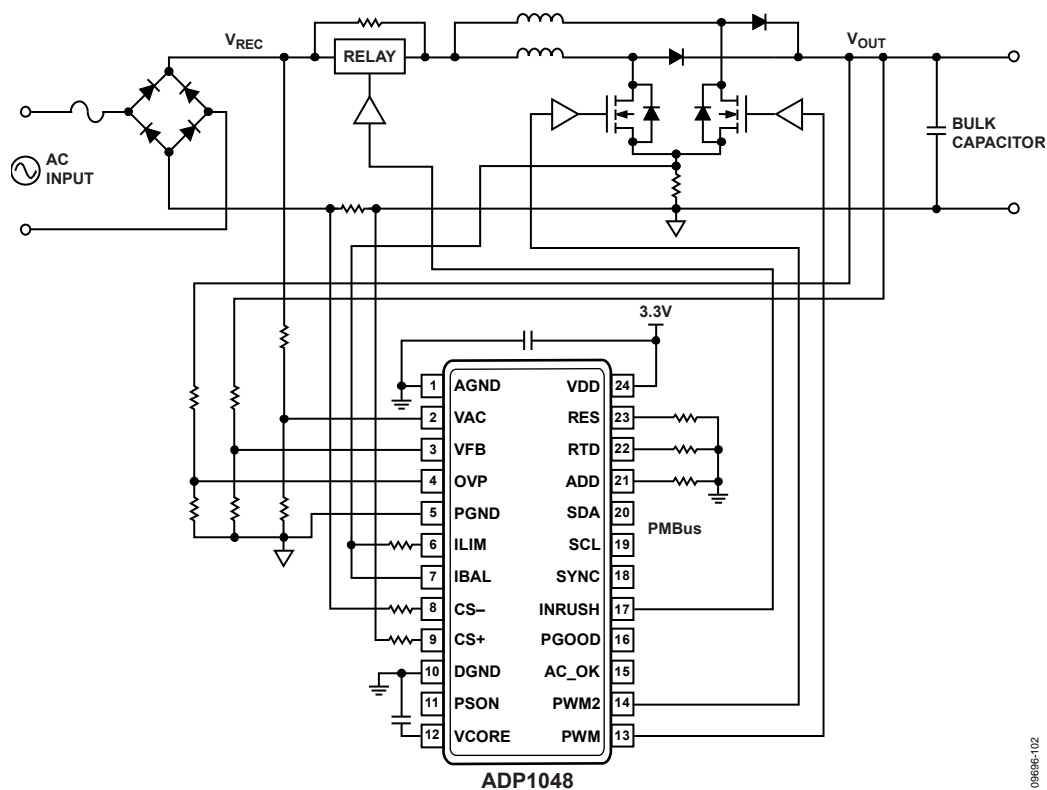 VREC
RELAY
VOUT
AC
INPUT
BULK
CAPACITOR
3.3V
1 AGND VDD 24
2 VAC RES 23
3 VFB RTD 22
4 OVP ADD 21
5 PGND SDA 20
PMBus
6 ILIM SCL 19
7 IBAL SYNC 18
8 CS– INRUSH 17
9 CS+ PGOOD 16
10 DGND AC_OK 15
11 PSON PWM2 14
12 VCORE PWM 13
ADP1048
09696-102